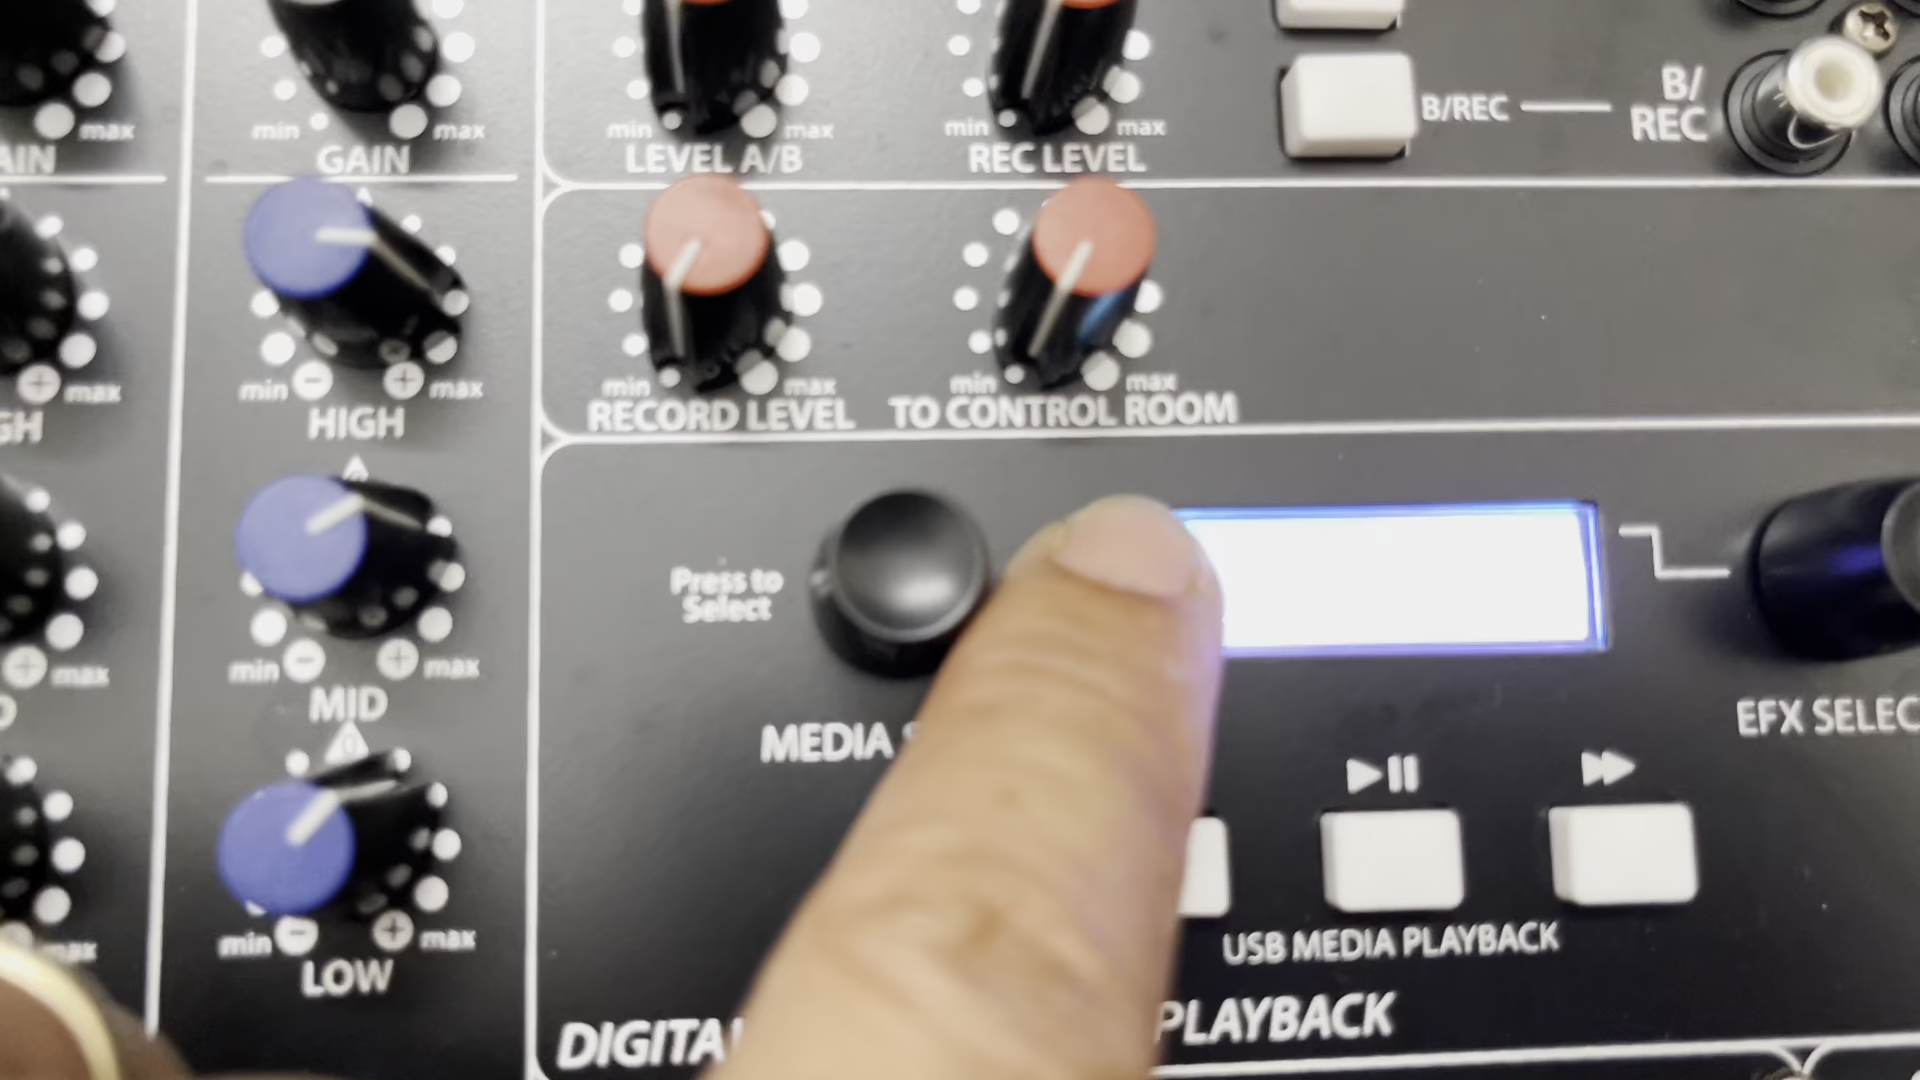 max
min
max
min
max
min
max
AIN
GAIN
LEVEL A/B
REC LEVEL
B/REC
B/
REC
max
min
max
min
max
min
max
GH
HIGH
RECORD LEVEL
TO CONTROL ROOM
Press to
Select
max
min
max
MID
MEDIA
EFX SELEC
USB MEDIA PLAYBACK
max
min
max
LOW
DIGITA
PLAYBACK